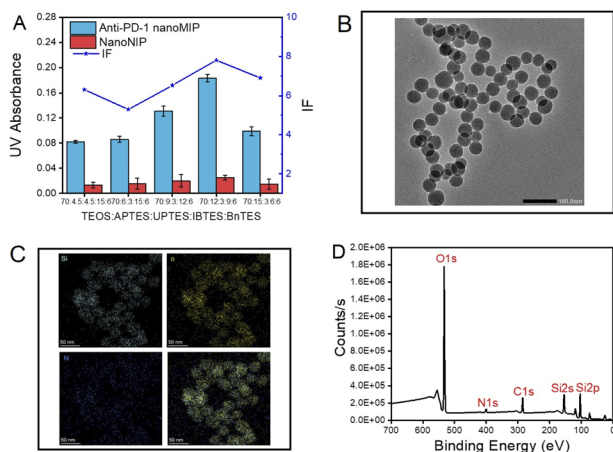 A
0.28
0.24
0.20
0.16
0.12
0.08
0.04
0.00
UV Absorbance
Anti-PD-1 nanoMIP
NanoNIP
IF
10
8
6
4
2
IF
70:4.5:4.5:15:6
70:6:3:15:6
70:9:3:12:6
70:12:3:9:6
70:15:3:6:6
TEOS:APTES:UPTES:IBTES:BnTES
B
100.0nm
C
Si
o
50 nm
50 nm
N
50 nm
50 nm
D
2.0E+06
1.8E+06
1.6E+06
1.4E+06
1.2E+06
1.0E+06
8.0E+05
6.0E+05
4.0E+05
2.0E+05
0.0E+00
Counts/s
O1s
N1s
C1s
Si2s
Si2p
700 600 500 400 300 200 100 0
Binding Energy (eV)